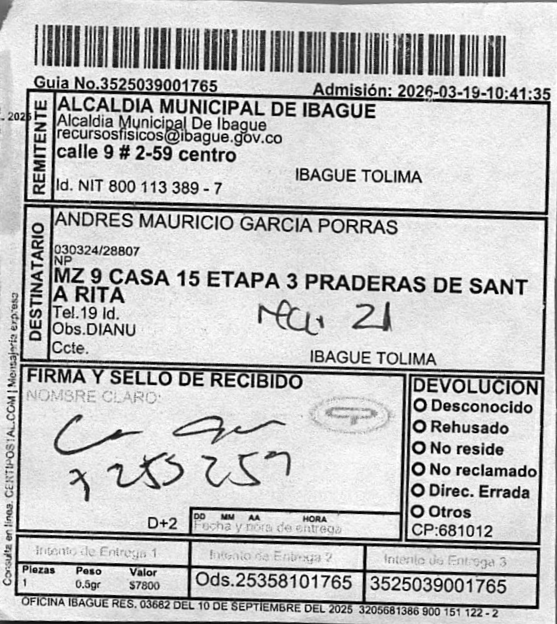 Guia No.3525039001765 Admisión: 2026-03-19-10:41:35
REMITENTE
ALCALDIA MUNICIPAL DE IBAGUE
Alcaldia Municipal De Ibague
recursosfisicos@ibague.gov.co
calle 9 # 2-59 centro
IBAGUE TOLIMA
Id. NIT 800 113 389 - 7
DESTINATARIO
ANDRES MAURICIO GARCIA PORRAS
030324/28807
NP
MZ 9 CASA 15 ETAPA 3 PRADERAS DE SANT
A RITA
Tel.19 Id.
Obs.DIANU
21
Ccte.
IBAGUE TOLIMA
FIRMA Y SELLO DE RECIBIDO
NOMBRE CLARO:
D+2
DD MM AA HORA
Fecha y hora de entrega
DEVOLUCION
Desconocido
Rehusado
No reside
No reclamado
Direc. Errada
Otros
CP:681012
Intento de Entrega 1 Intento de Entrega 2 Intento de Entrega 3
Piezas Peso Valor
1 0.5gr $7800
Ods.25358101765 3525039001765
OFICINA IBAGUE RES. 03682 DEL 10 DE SEPTIEMBRE DEL 2025 3205681386 900 151 122 - 2
Consulta en linea. CERTIPOSTAL.COM | Mensajeria expresa